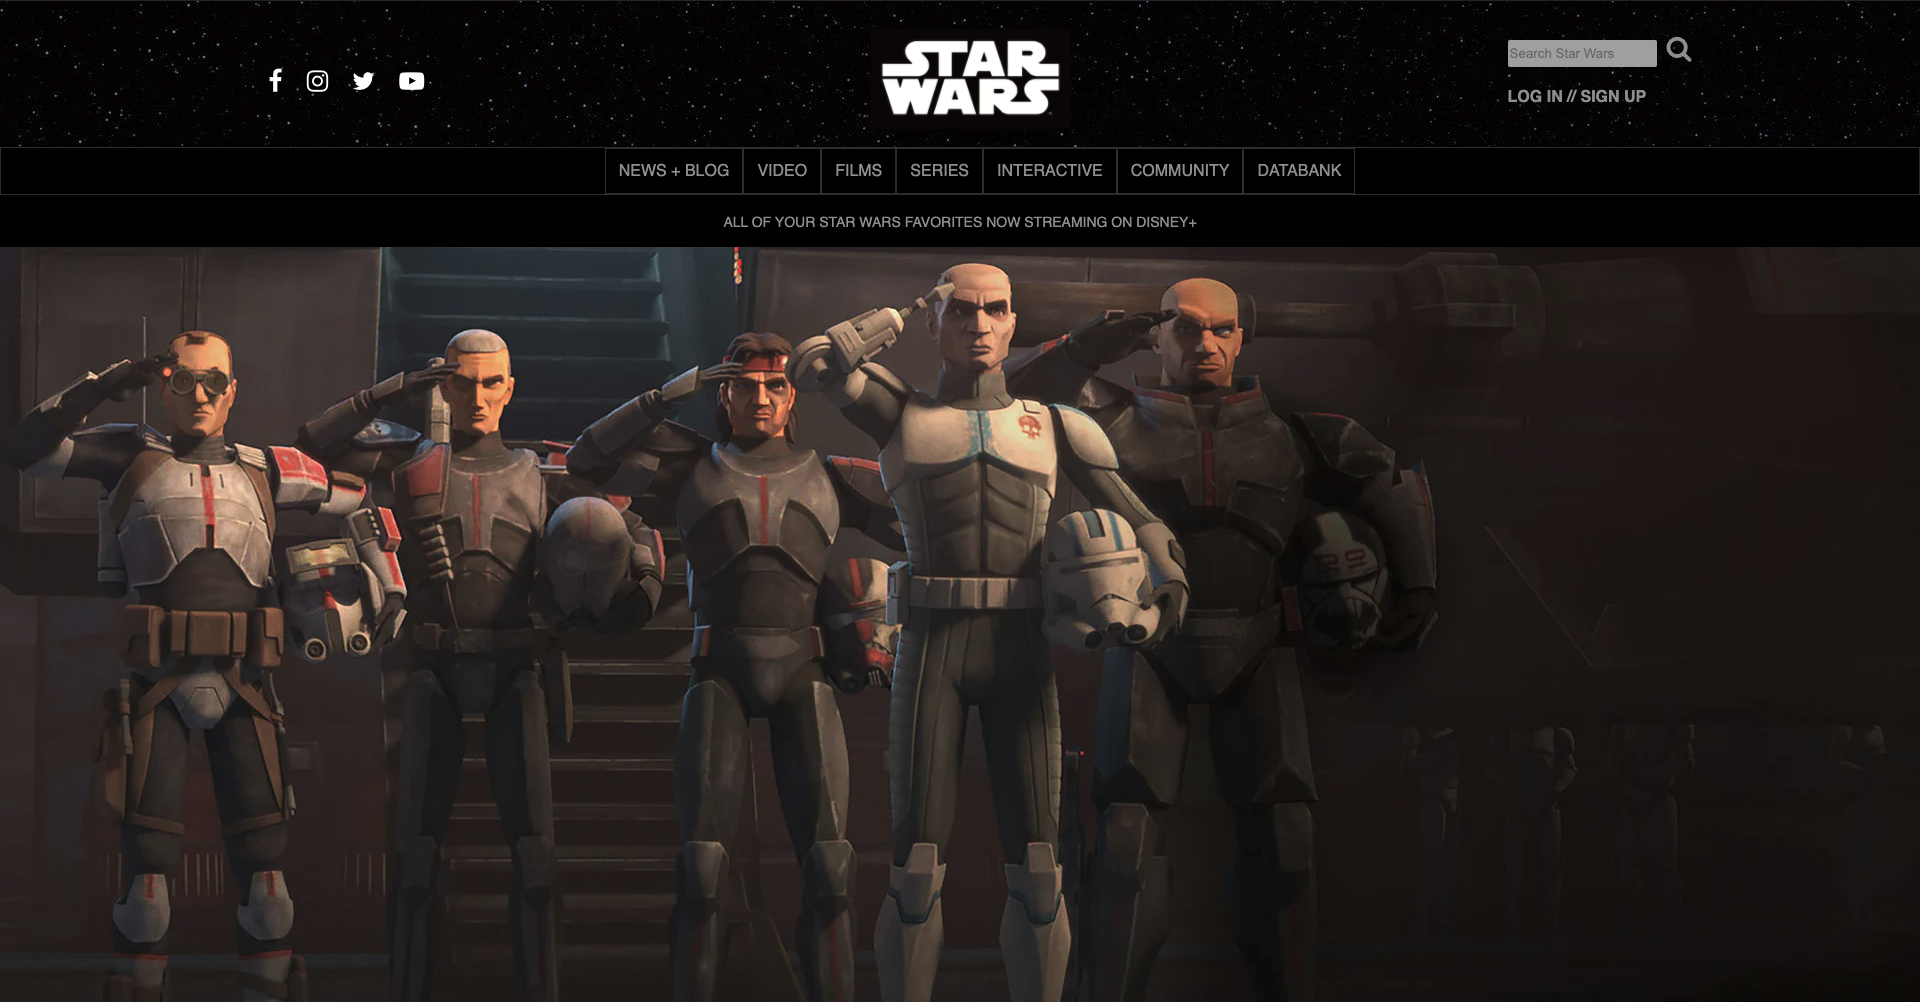 STAR
WARS
Search Star Wars
LOG IN // SIGN UP
NEWS + BLOG
VIDEO
FILMS
SERIES
INTERACTIVE
COMMUNITY
DATABANK
ALL OF YOUR STAR WARS FAVORITES NOW STREAMING ON DISNEY+